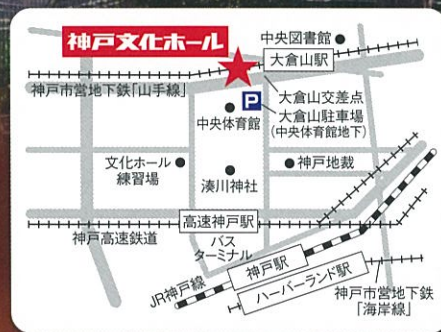 神戸文化ホール
中央図書館
大倉山駅
神戸市営地下鉄「山手線」
P
大倉山交差点
大倉山駐車場
(中央体育館地下)
中央体育館
文化ホール
練習場
神戸地裁
湊川神社
高速神戸駅
神戸高速鉄道
バス
ターミナル
神戸駅
JR神戸線
ハーバーランド駅
神戸市営地下鉄
「海岸線」